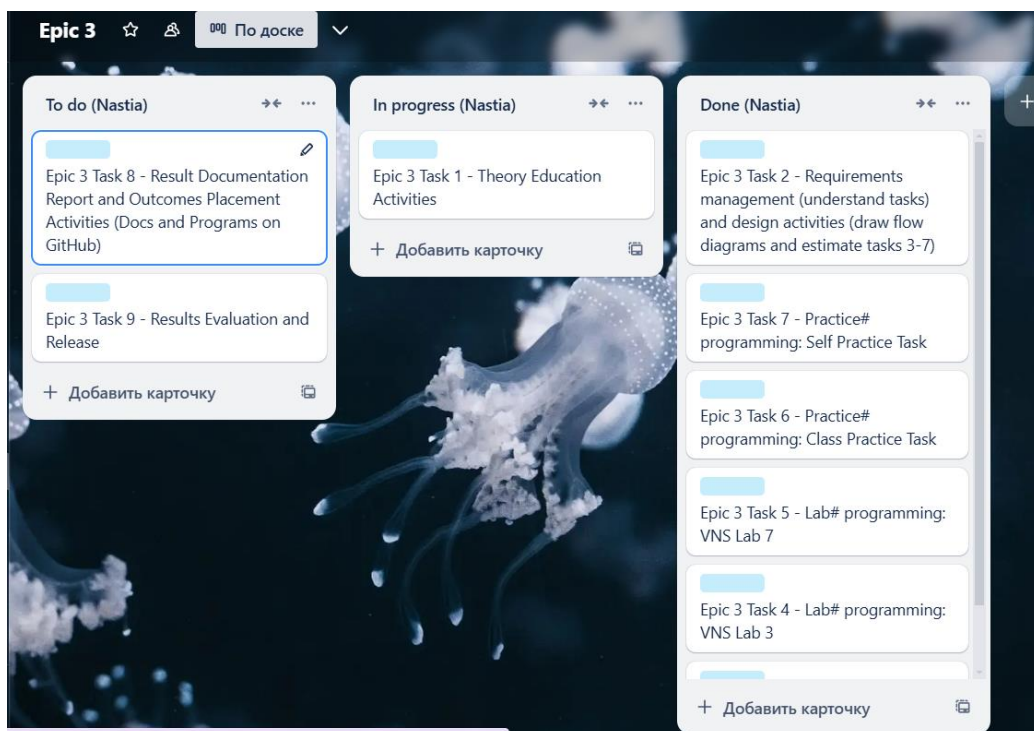 Epic 3
По доске
To do (Nastia)
Epic 3 Task 8 - Result Documentation
Report and Outcomes Placement
Activities (Docs and Programs on
GitHub)
Epic 3 Task 9 - Results Evaluation and
Release
+ Добавить карточку
In progress (Nastia)
Epic 3 Task 1 - Theory Education
Activities
+ Добавить карточку
Done (Nastia)
Epic 3 Task 2 - Requirements
management (understand tasks)
and design activities (draw flow
diagrams and estimate tasks 3-7)
Epic 3 Task 7 - Practice#
programming: Self Practice Task
Epic 3 Task 6 - Practice#
programming: Class Practice Task
Epic 3 Task 5 - Lab# programming:
VNS Lab 7
Epic 3 Task 4 - Lab# programming:
VNS Lab 3
+ Добавить карточку